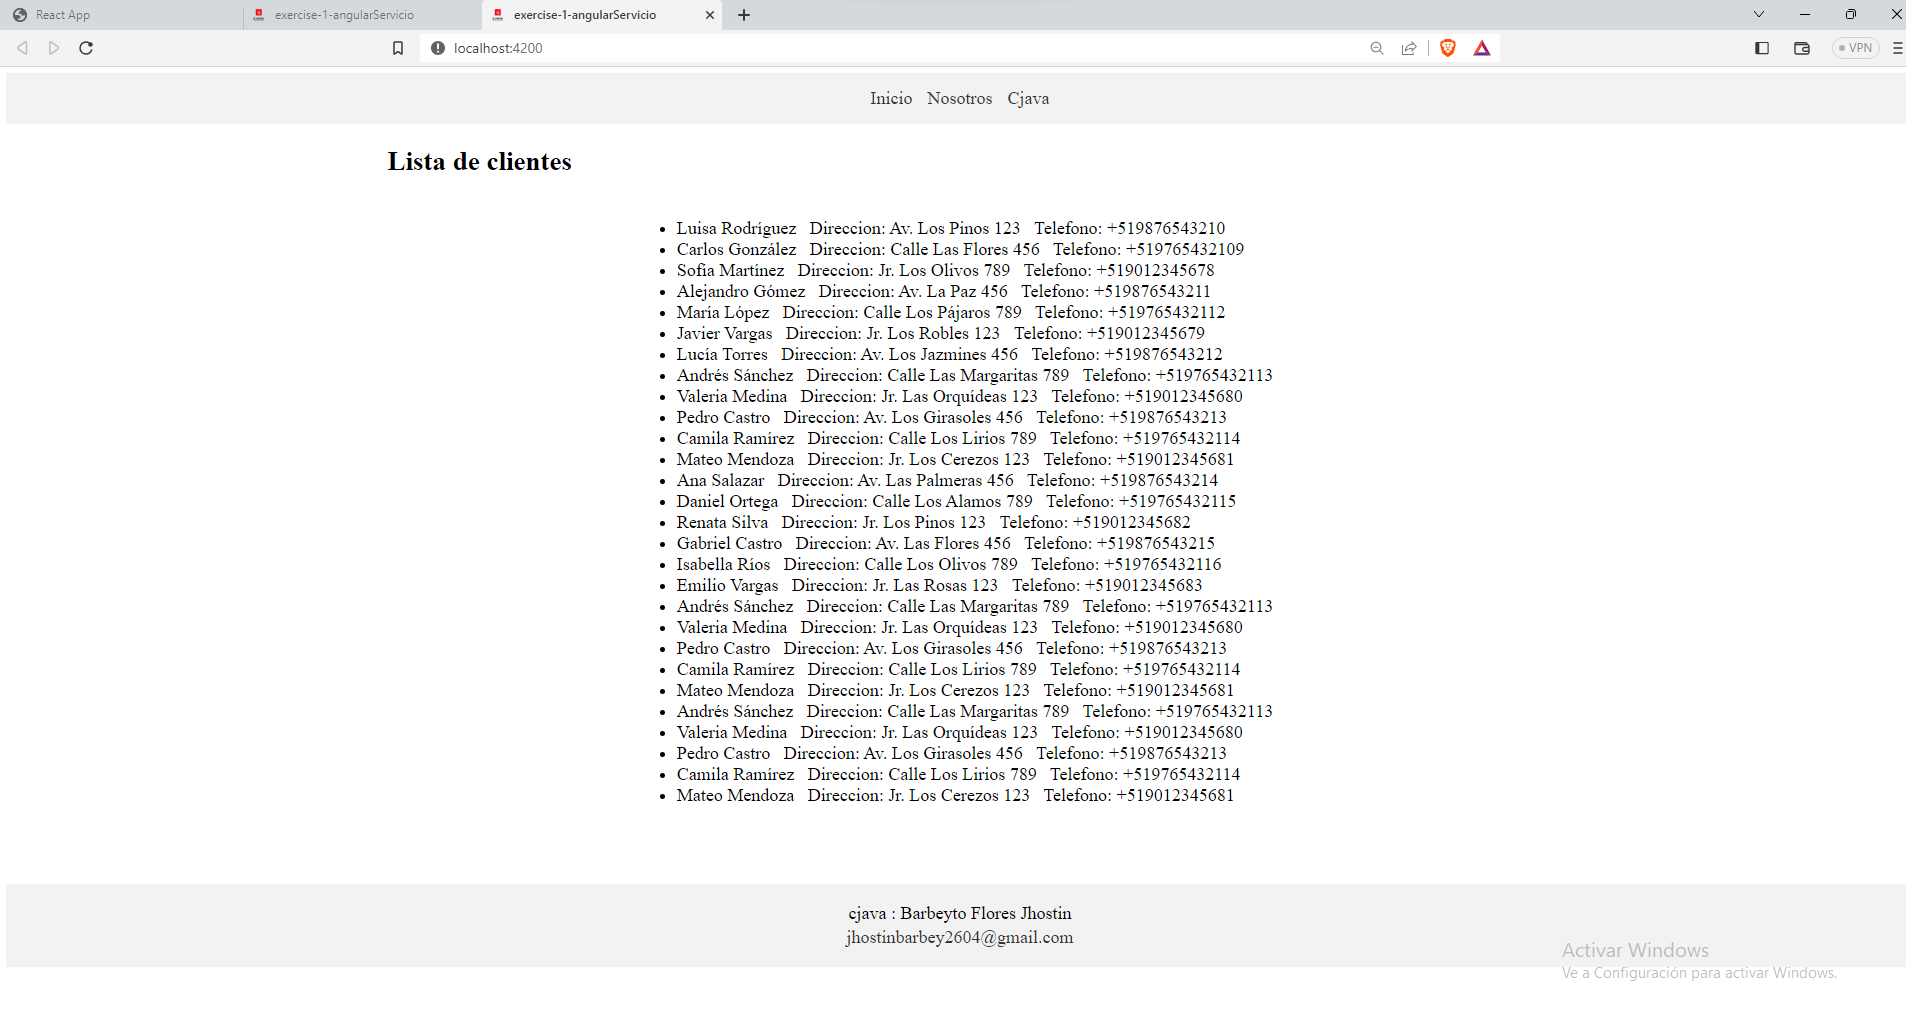 React App
exercise-1-angularServicio
exercise-1-angularServicio
localhost:4200
VPN
Inicio Nosotros Cjava
Lista de clientes
Luisa Rodríguez Direccion: Av. Los Pinos 123 Telefono: +519876543210
Carlos González Direccion: Calle Las Flores 456 Telefono: +519765432109
Sofía Martínez Direccion: Jr. Los Olivos 789 Telefono: +519012345678
Alejandro Gómez Direccion: Av. La Paz 456 Telefono: +519876543211
María López Direccion: Calle Los Pájaros 789 Telefono: +519765432112
Javier Vargas Direccion: Jr. Los Robles 123 Telefono: +519012345679
Lucía Torres Direccion: Av. Los Jazmines 456 Telefono: +519876543212
Andrés Sánchez Direccion: Calle Las Margaritas 789 Telefono: +519765432113
Valeria Medina Direccion: Jr. Las Orquídeas 123 Telefono: +519012345680
Pedro Castro Direccion: Av. Los Girasoles 456 Telefono: +519876543213
Camila Ramírez Direccion: Calle Los Lirios 789 Telefono: +519765432114
Mateo Mendoza Direccion: Jr. Los Cerezos 123 Telefono: +519012345681
Ana Salazar Direccion: Av. Las Palmeras 456 Telefono: +519876543214
Daniel Ortega Direccion: Calle Los Alamos 789 Telefono: +519765432115
Renata Silva Direccion: Jr. Los Pinos 123 Telefono: +519012345682
Gabriel Castro Direccion: Av. Las Flores 456 Telefono: +519876543215
Isabella Ríos Direccion: Calle Los Olivos 789 Telefono: +519765432116
Emilio Vargas Direccion: Jr. Las Rosas 123 Telefono: +519012345683
Andrés Sánchez Direccion: Calle Las Margaritas 789 Telefono: +519765432113
Valeria Medina Direccion: Jr. Las Orquídeas 123 Telefono: +519012345680
Pedro Castro Direccion: Av. Los Girasoles 456 Telefono: +519876543213
Camila Ramírez Direccion: Calle Los Lirios 789 Telefono: +519765432114
Mateo Mendoza Direccion: Jr. Los Cerezos 123 Telefono: +519012345681
Andrés Sánchez Direccion: Calle Las Margaritas 789 Telefono: +519765432113
Valeria Medina Direccion: Jr. Las Orquídeas 123 Telefono: +519012345680
Pedro Castro Direccion: Av. Los Girasoles 456 Telefono: +519876543213
Camila Ramírez Direccion: Calle Los Lirios 789 Telefono: +519765432114
Mateo Mendoza Direccion: Jr. Los Cerezos 123 Telefono: +519012345681
cjava : Barbeyto Flores Jhostin
jhostinbarbey2604@gmail.com
Activar Windows
Ve a Configuración para activar Windows.